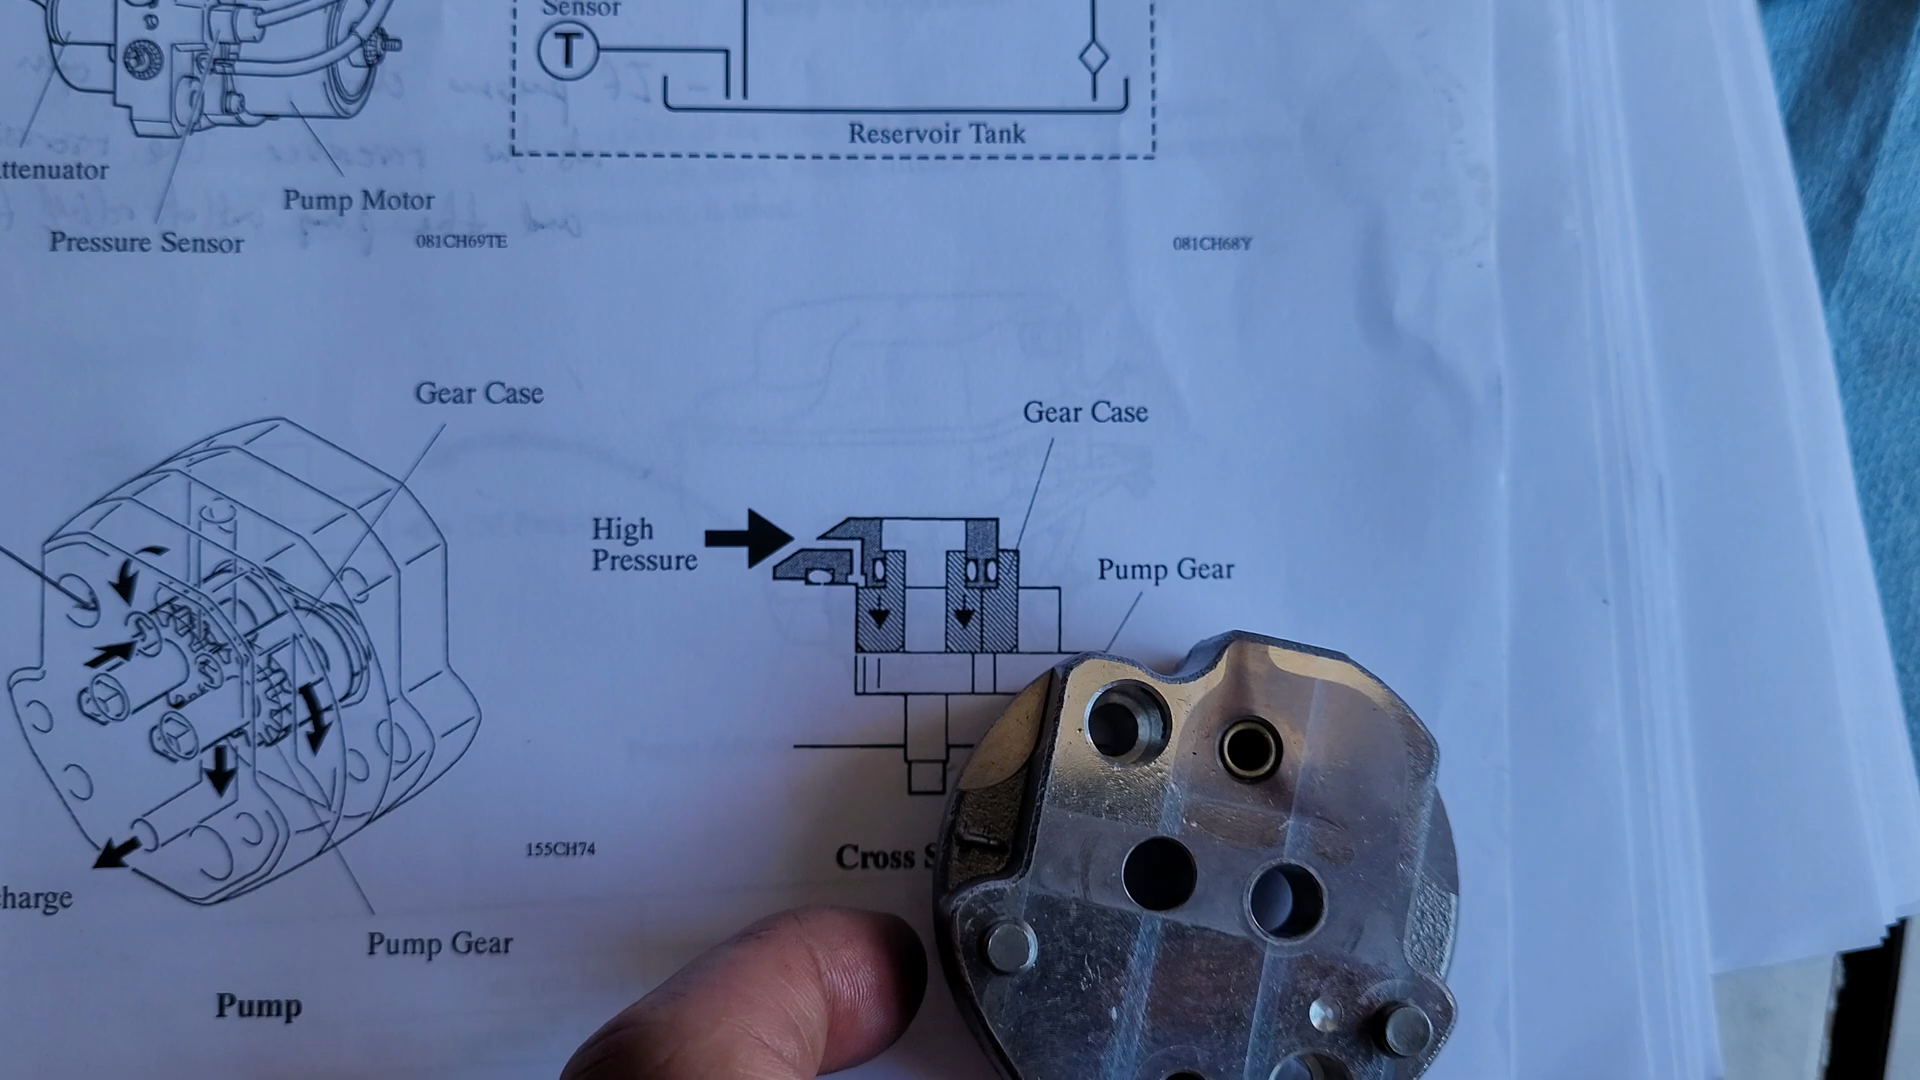 Sensor
T
Reservoir Tank
ttenuator
Pump Motor
Pressure Sensor
081CH69TE
081CH68Y
Gear Case
Gear Case
High
Pressure
Pump Gear
155CH74
Cross S
charge
Pump Gear
Pump